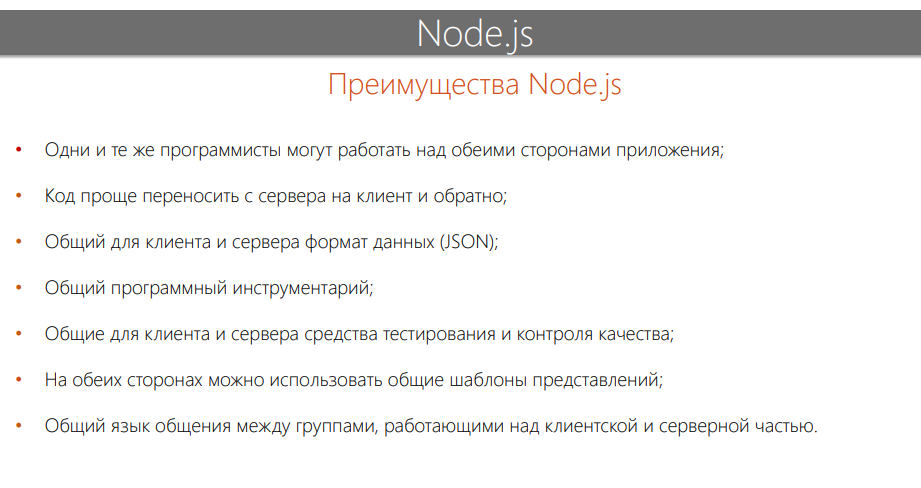 Node.js
Преимущества Node.js
• Одни и те же программисты могут работать над обеими сторонами приложения;
• Код проще переносить с сервера на клиент и обратно;
• Общий для клиента и сервера формат данных (JSON);
• Общий программный инструментарий;
• Общие для клиента и сервера средства тестирования и контроля качества;
• На обеих сторонах можно использовать общие шаблоны представлений;
• Общий язык общения между группами, работающими над клиентской и серверной частью.